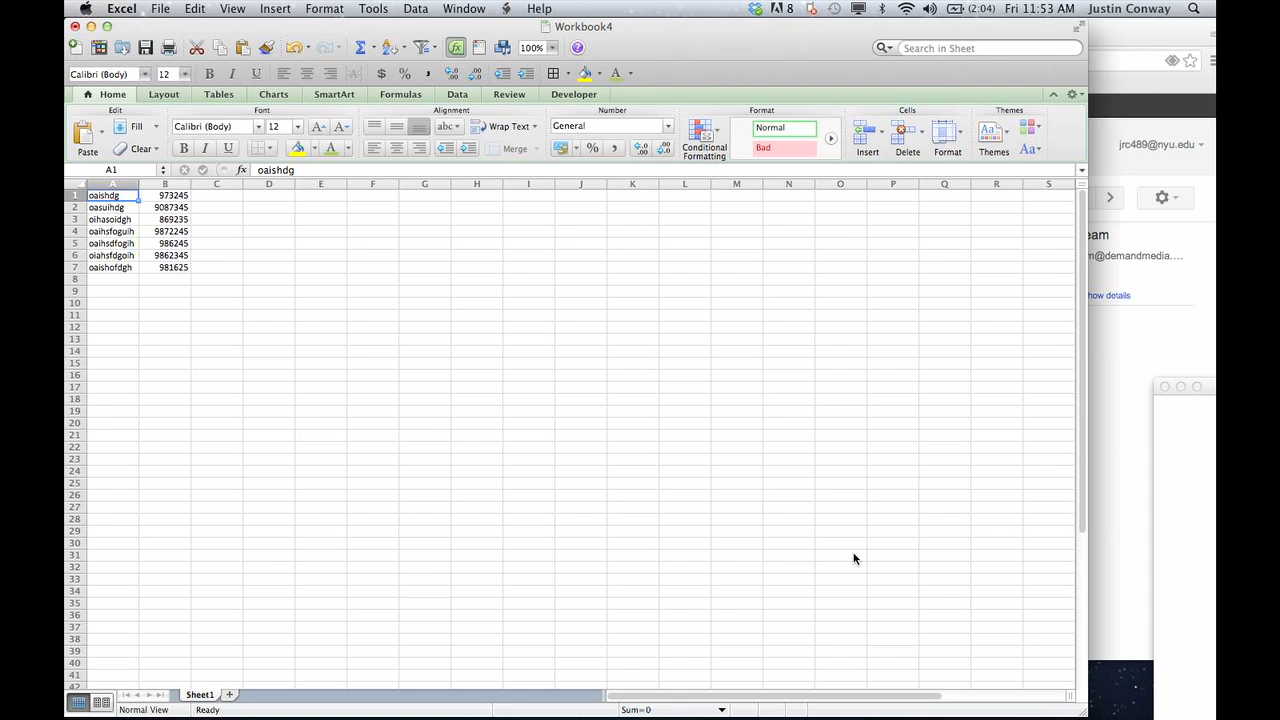 Excel File Edit View Insert Format Tools Data Window Help 8 (2:04) Fri 11:53 AM Justin Conway
Workbook4
100% Search in Sheet
Calibri (Body) 12 B I U $ %
Home Layout Tables Charts SmartArt Formulas Data Review Developer
Edit Font Alignment Number Format Cells Themes
Paste Fill Calibri (Body) 12 abc Wrap Text General Normal
Clear B I U Merge % Conditional Formatting Bad Insert Delete Format Themes Aa
A1 fx oaishdg
A B C D E F G H I J K L M N O P Q R S
1 oaishdg 973245
2 oasuihdg 9087345
3 oihasoidgh 869235
4 oaihsfoguih 9872245
5 oaihsdfogih 986245
6 oiahsfdgoih 9862345
7 oaishofdgh 981625
8
9
10
11
12
13
14
15
16
17
18
19
20
21
22
23
24
25
26
27
28
29
30
31
32
33
34
35
36
37
38
39
40
41
42
Sheet1
Normal View Ready Sum=0
jrc489@nyu.edu
eam
m@demandmedia....
how details